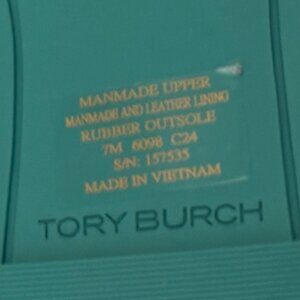 MANMADE UPPER
MANMADE AND LEATHER LINING
RUBBER OUTSOLE
7M 6098 C24
S/N: 157535
MADE IN VIETNAM
TORY BURCH